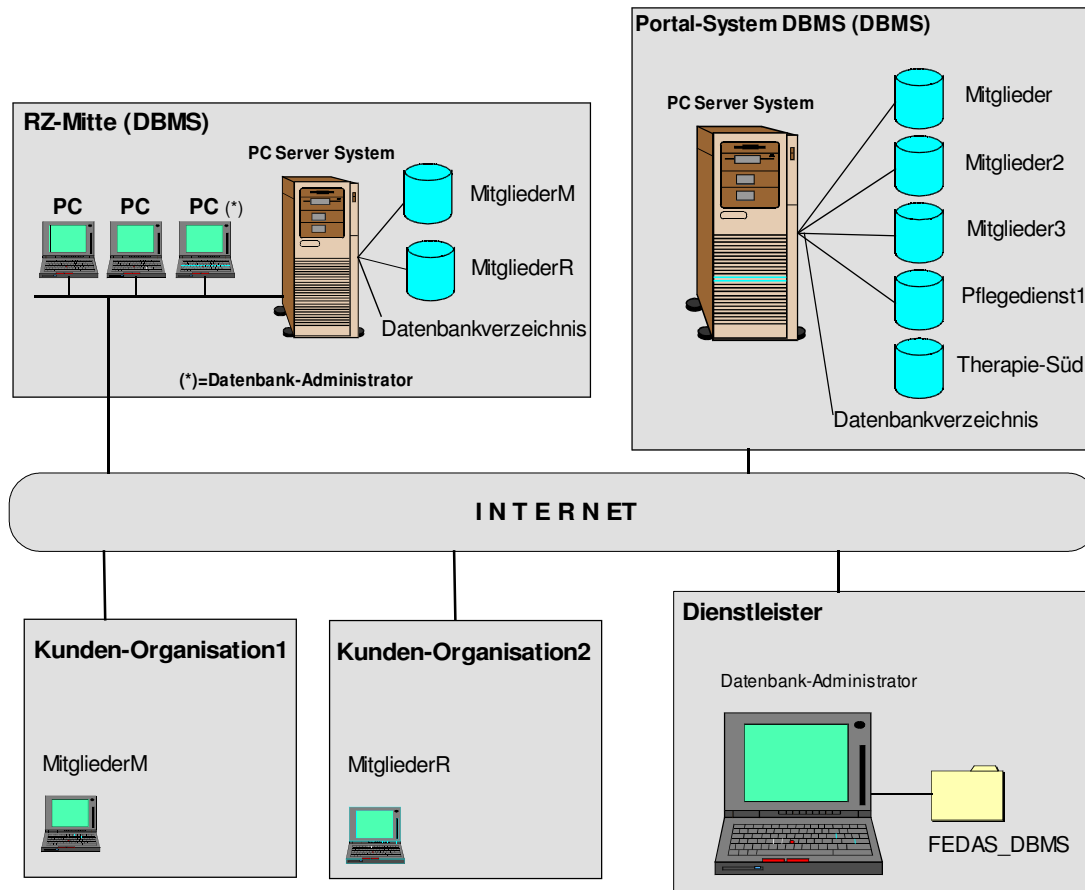 Portal-System DBMS (DBMS)
PC Server System
Mitglieder
Mitglieder2
Mitglieder3
Pflegedienst1
Therapie-Süd
Datenbankverzeichnis
RZ-Mitte (DBMS)
PC Server System
PC
PC
PC (*)
MitgliederM
MitgliederR
Datenbankverzeichnis
(*)=Datenbank-Administrator
I N T E R N E T
Kunden-Organisation1
MitgliederM
Kunden-Organisation2
MitgliederR
Dienstleister
Datenbank-Administrator
FEDAS_DBMS